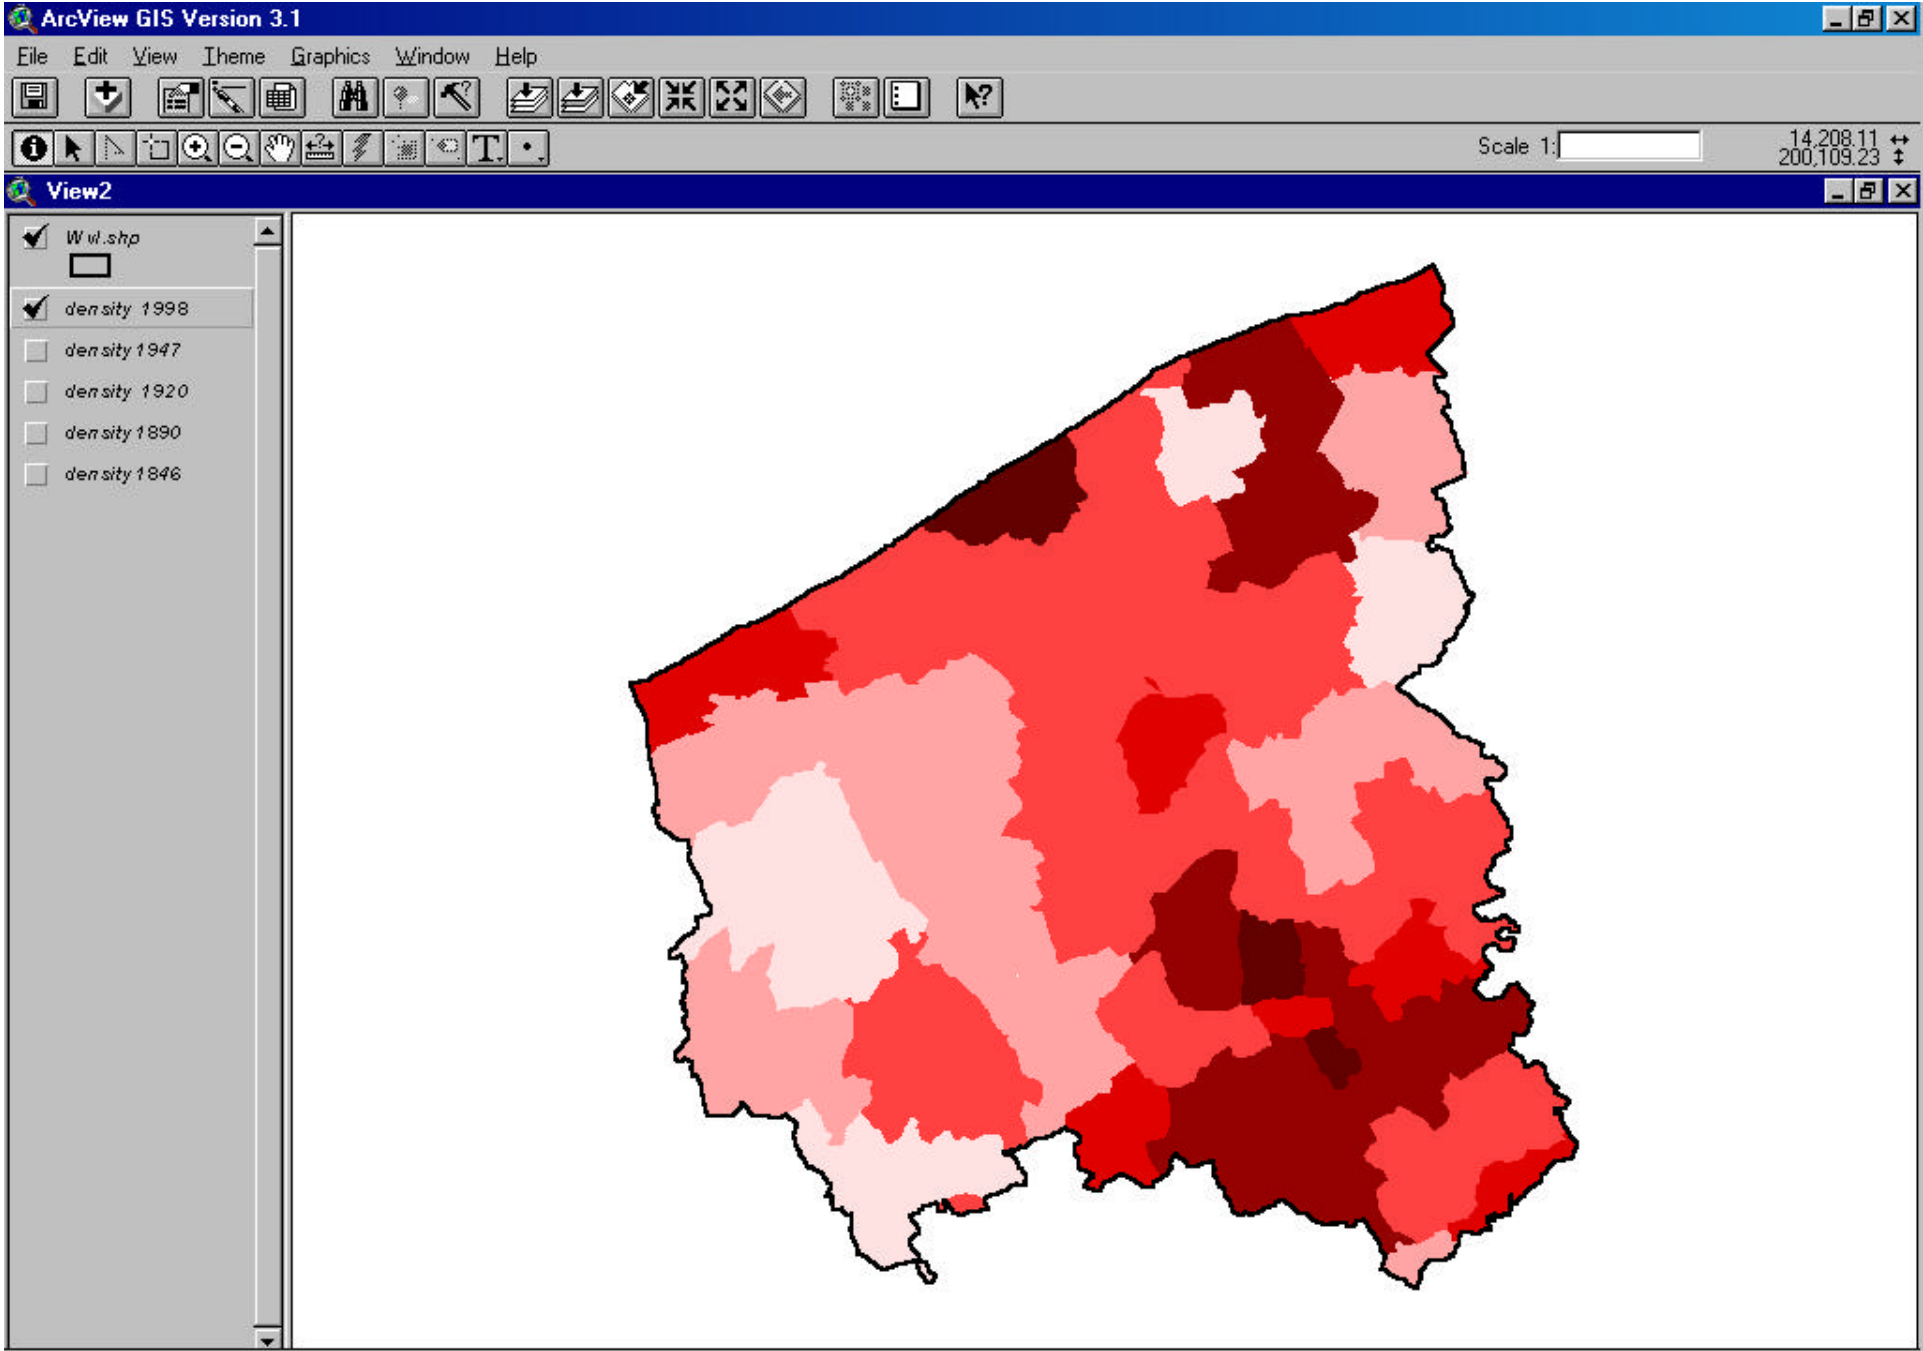 ArcView GIS Version 3.1
File Edit View Theme Graphics Window Help
Scale 1:
14,208.11
200,109.23
View2
Wvl.shp
density 1998
density 1947
density 1920
density 1890
density 1846